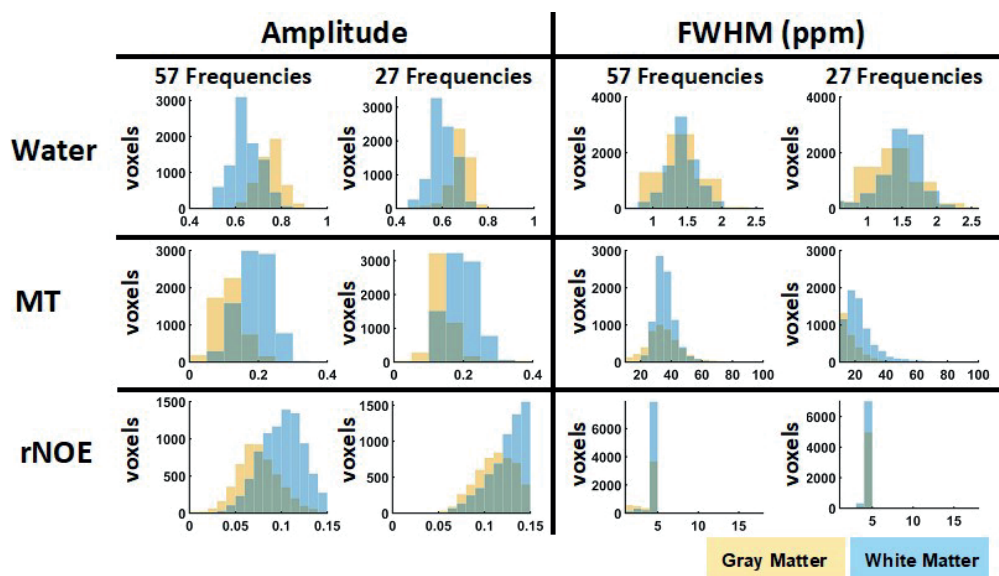 Amplitude FWHM (ppm)
57 Frequencies 27 Frequencies 57 Frequencies 27 Frequencies
Water
voxels
3000
2000
1000
0
0.4 0.6 0.8 1
voxels
3000
2000
1000
0
0.4 0.6 0.8 1
voxels
4000
2000
0
1 1.5 2 2.5
voxels
4000
2000
0
1 1.5 2 2.5
MT
voxels
3000
2000
1000
0
0 0.2 0.4
voxels
3000
2000
1000
0
0 0.2 0.4
voxels
3000
2000
1000
0
20 40 60 80 100
voxels
3000
2000
1000
0
20 40 60 80 100
rNOE
voxels
1500
1000
500
0
0 0.05 0.1 0.15
voxels
1500
1000
500
0
0 0.05 0.1 0.15
voxels
6000
4000
2000
0
5 10 15
voxels
6000
4000
2000
0
5 10 15
Gray Matter White Matter